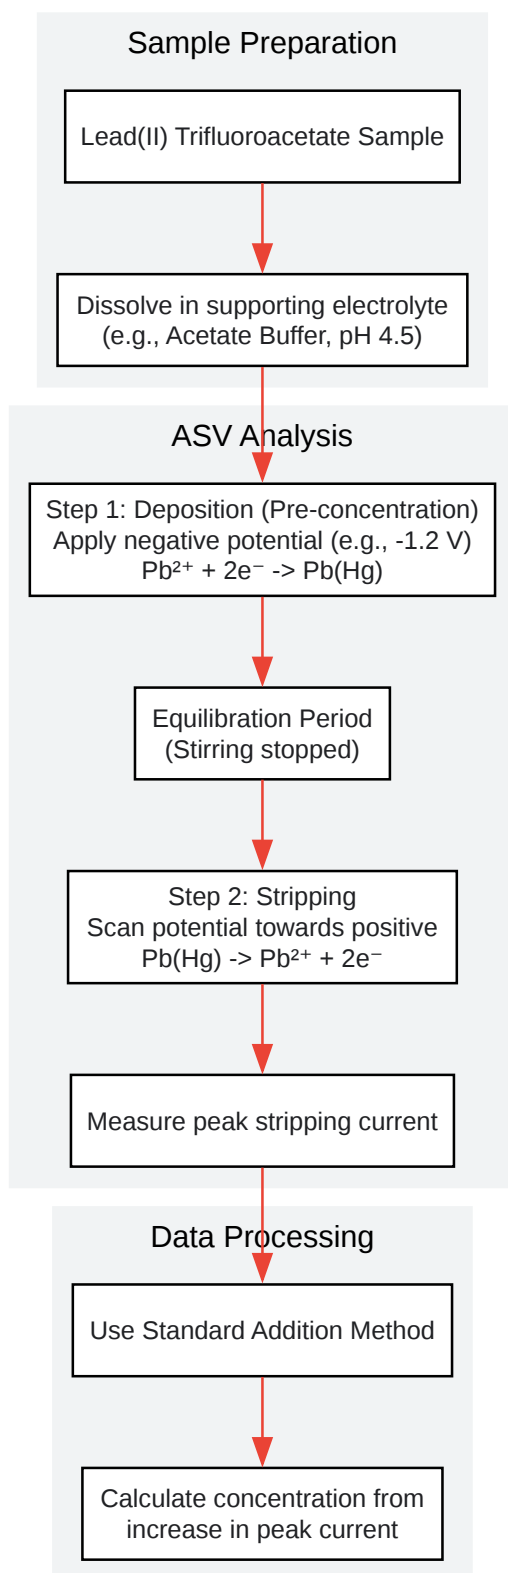 Sample Preparation
Lead(II) Trifluoroacetate Sample
Dissolve in supporting electrolyte
(e.g., Acetate Buffer, pH 4.5)
ASV Analysis
Step 1: Deposition (Pre-concentration)
Apply negative potential (e.g., -1.2 V)
Pb²⁺ + 2e⁻ -> Pb(Hg)
Equilibration Period
(Stirring stopped)
Step 2: Stripping
Scan potential towards positive
Pb(Hg) -> Pb²⁺ + 2e⁻
Measure peak stripping current
Data Processing
Use Standard Addition Method
Calculate concentration from
increase in peak current